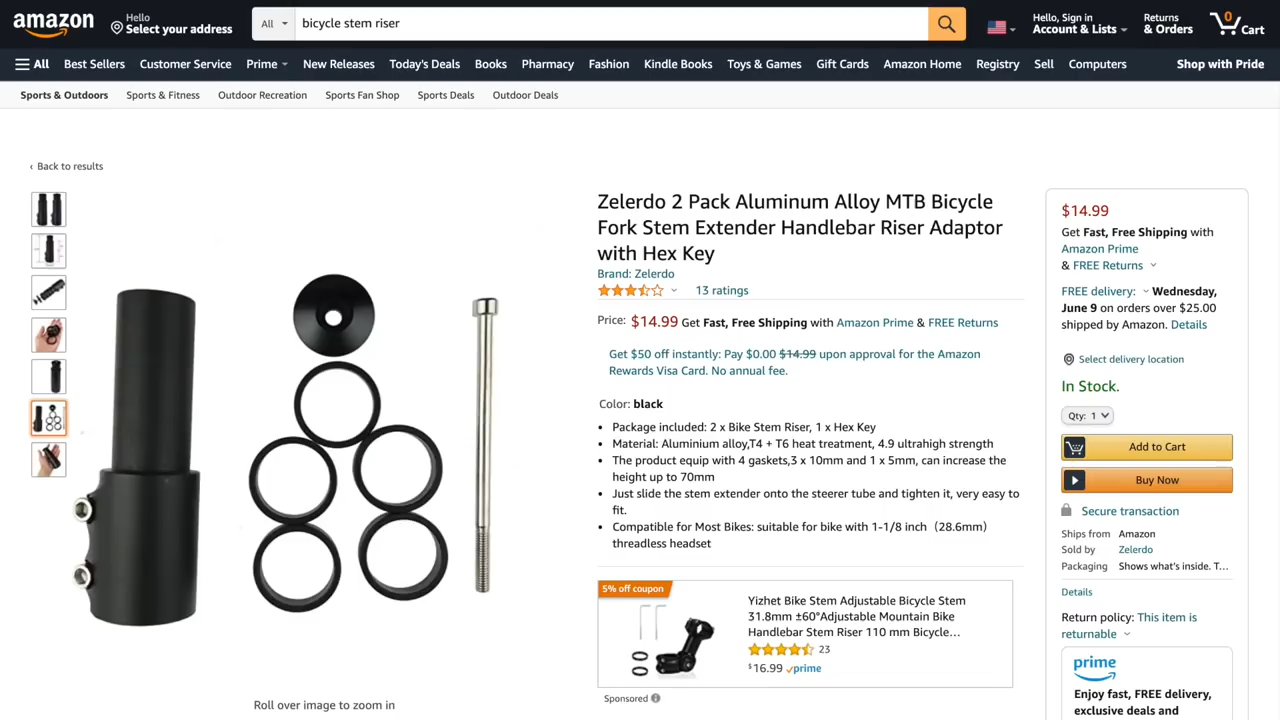 amazon
Hello
Select your address
All
bicycle stem riser
Hello, Sign in
Account & Lists
Returns
& Orders
0
Cart
All
Best Sellers
Customer Service
Prime
New Releases
Today's Deals
Books
Pharmacy
Fashion
Kindle Books
Toys & Games
Gift Cards
Amazon Home
Registry
Sell
Computers
Shop with Pride
Sports & Outdoors
Sports & Fitness
Outdoor Recreation
Sports Fan Shop
Sports Deals
Outdoor Deals
‹ Back to results
Roll over image to zoom in
Zelerdo 2 Pack Aluminum Alloy MTB Bicycle
Fork Stem Extender Handlebar Riser Adaptor
with Hex Key
Brand: Zelerdo
13 ratings
Price: $14.99 Get Fast, Free Shipping with Amazon Prime & FREE Returns
Get $50 off instantly: Pay $0.00 $14.99 upon approval for the Amazon
Rewards Visa Card. No annual fee.
Color: black
• Package included: 2 x Bike Stem Riser, 1 x Hex Key
• Material: Aluminium alloy,T4 + T6 heat treatment, 4.9 ultrahigh strength
• The product equip with 4 gaskets,3 x 10mm and 1 x 5mm, can increase the
height up to 70mm
• Just slide the stem extender onto the steerer tube and tighten it, very easy to
fit.
• Compatible for Most Bikes: suitable for bike with 1-1/8 inch（28.6mm）
threadless headset
5% off coupon
Yizhet Bike Stem Adjustable Bicycle Stem
31.8mm ±60°Adjustable Mountain Bike
Handlebar Stem Riser 110 mm Bicycle…
23
$16.99 prime
Sponsored
$14.99
Get Fast, Free Shipping with
Amazon Prime
& FREE Returns
FREE delivery: Wednesday,
June 9 on orders over $25.00
shipped by Amazon. Details
Select delivery location
In Stock.
Qty: 1
Add to Cart
Buy Now
Secure transaction
Ships from Amazon
Sold by Zelerdo
Packaging Shows what's inside. T…
Details
Return policy: This item is
returnable
prime
Enjoy fast, FREE delivery,
exclusive deals and